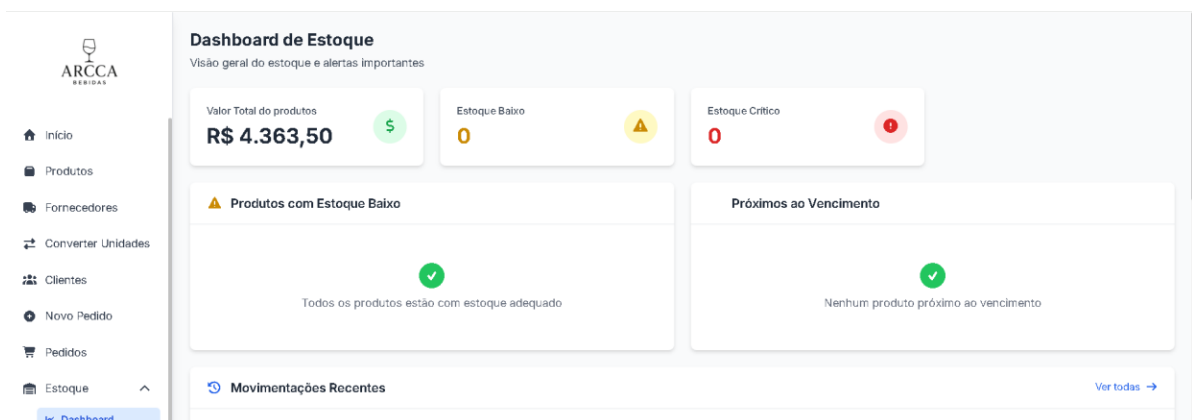 ARCCA
BEBIDAS
Início
Produtos
Fornecedores
Converter Unidades
Clientes
Novo Pedido
Pedidos
Estoque
Dashboard
Dashboard de Estoque
Visão geral do estoque e alertas importantes
Valor Total do produtos
R$ 4.363,50
$
Estoque Baixo
0
Estoque Crítico
0
Produtos com Estoque Baixo
Todos os produtos estão com estoque adequado
Próximos ao Vencimento
Nenhum produto próximo ao vencimento
Movimentações Recentes
Ver todas →